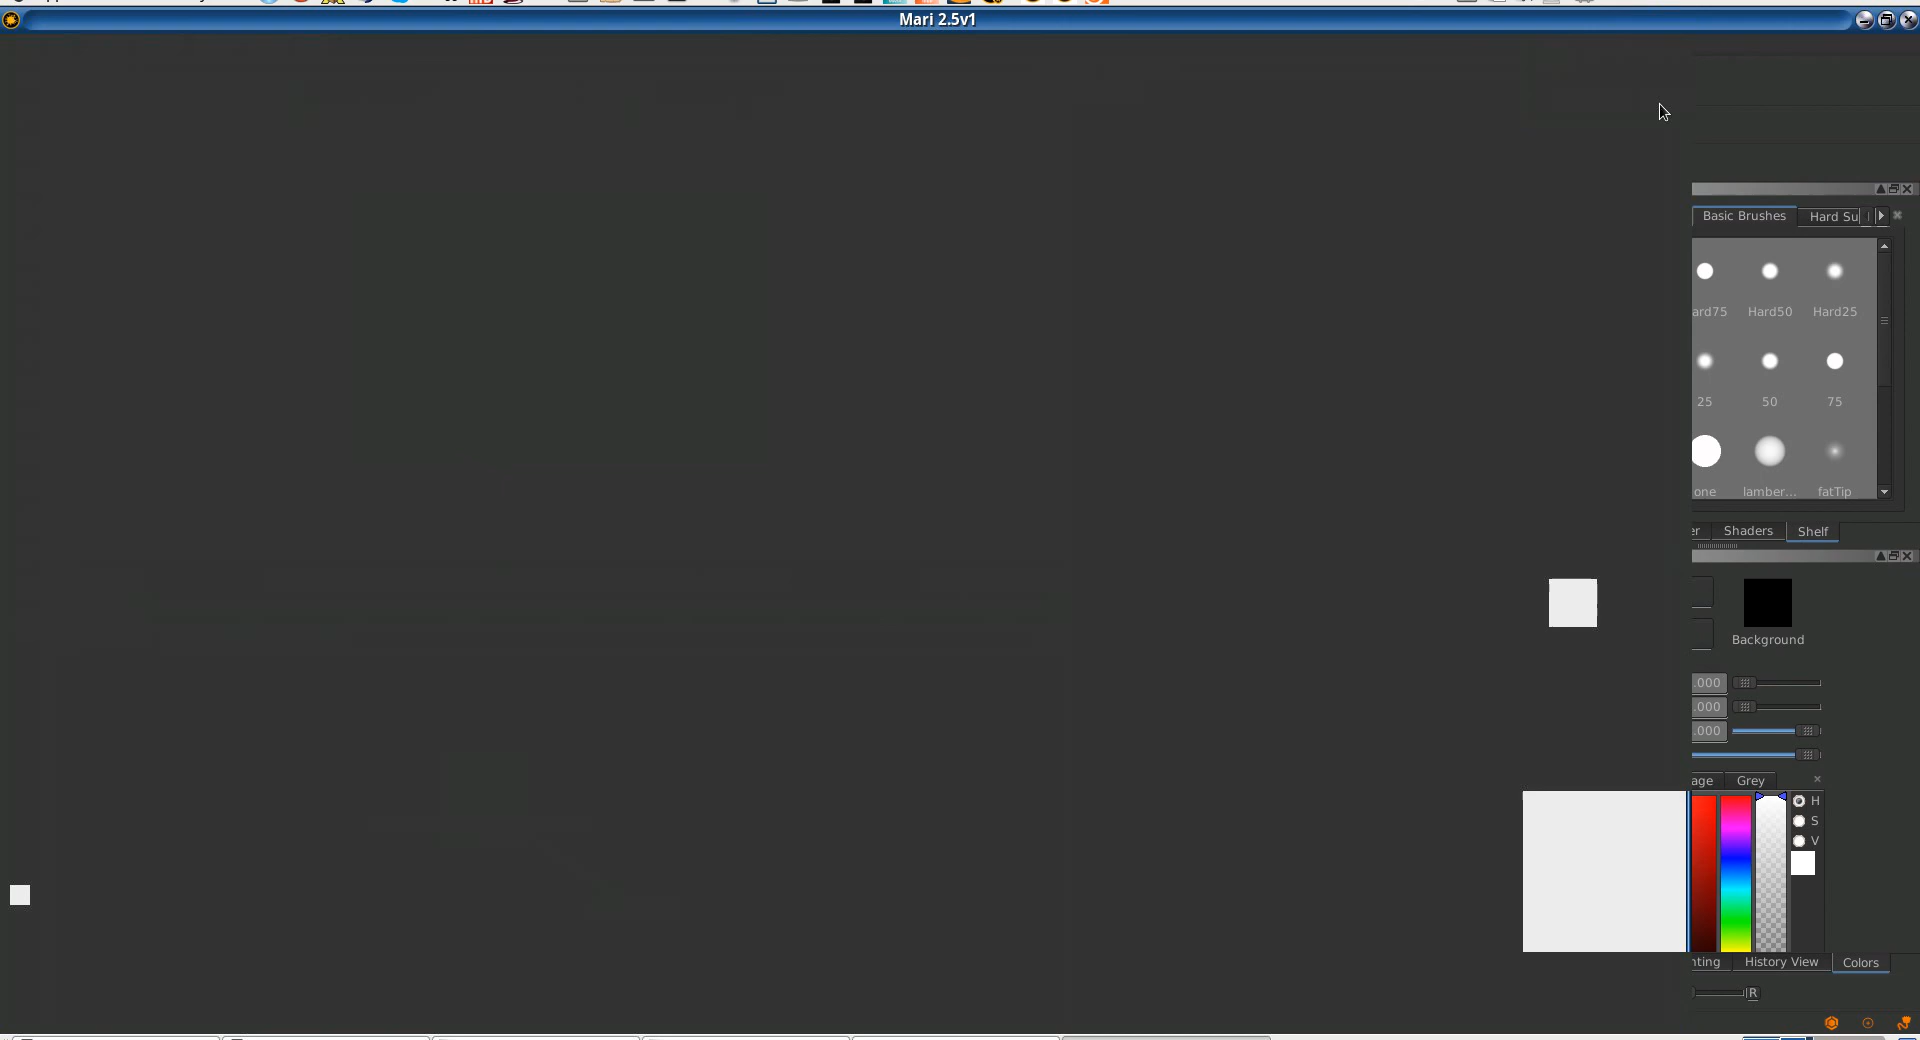 Mari 2.5v1
Basic Brushes Hard Su
ard75 Hard50 Hard25
25 50 75
one lamber... fatTip
er Shaders Shelf
Background
.000
.000
.000
age Grey
H
S
V
nting History View Colors
R